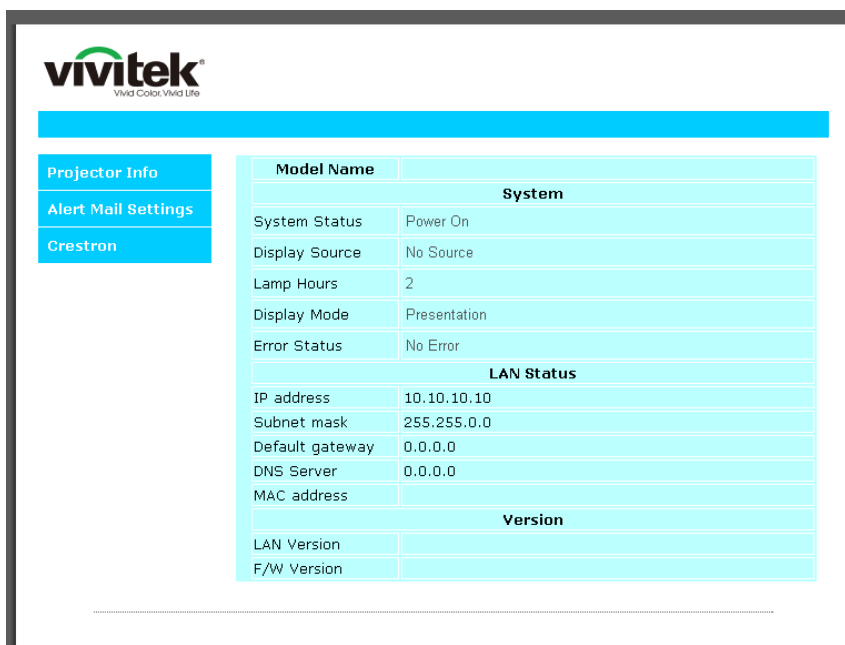 vivitek®
Vivid Color, Vivid Life
Projector Info
Alert Mail Settings
Crestron
Model Name
System
System Status Power On
Display Source No Source
Lamp Hours 2
Display Mode Presentation
Error Status No Error
LAN Status
IP address 10.10.10.10
Subnet mask 255.255.0.0
Default gateway 0.0.0.0
DNS Server 0.0.0.0
MAC address
Version
LAN Version
F/W Version